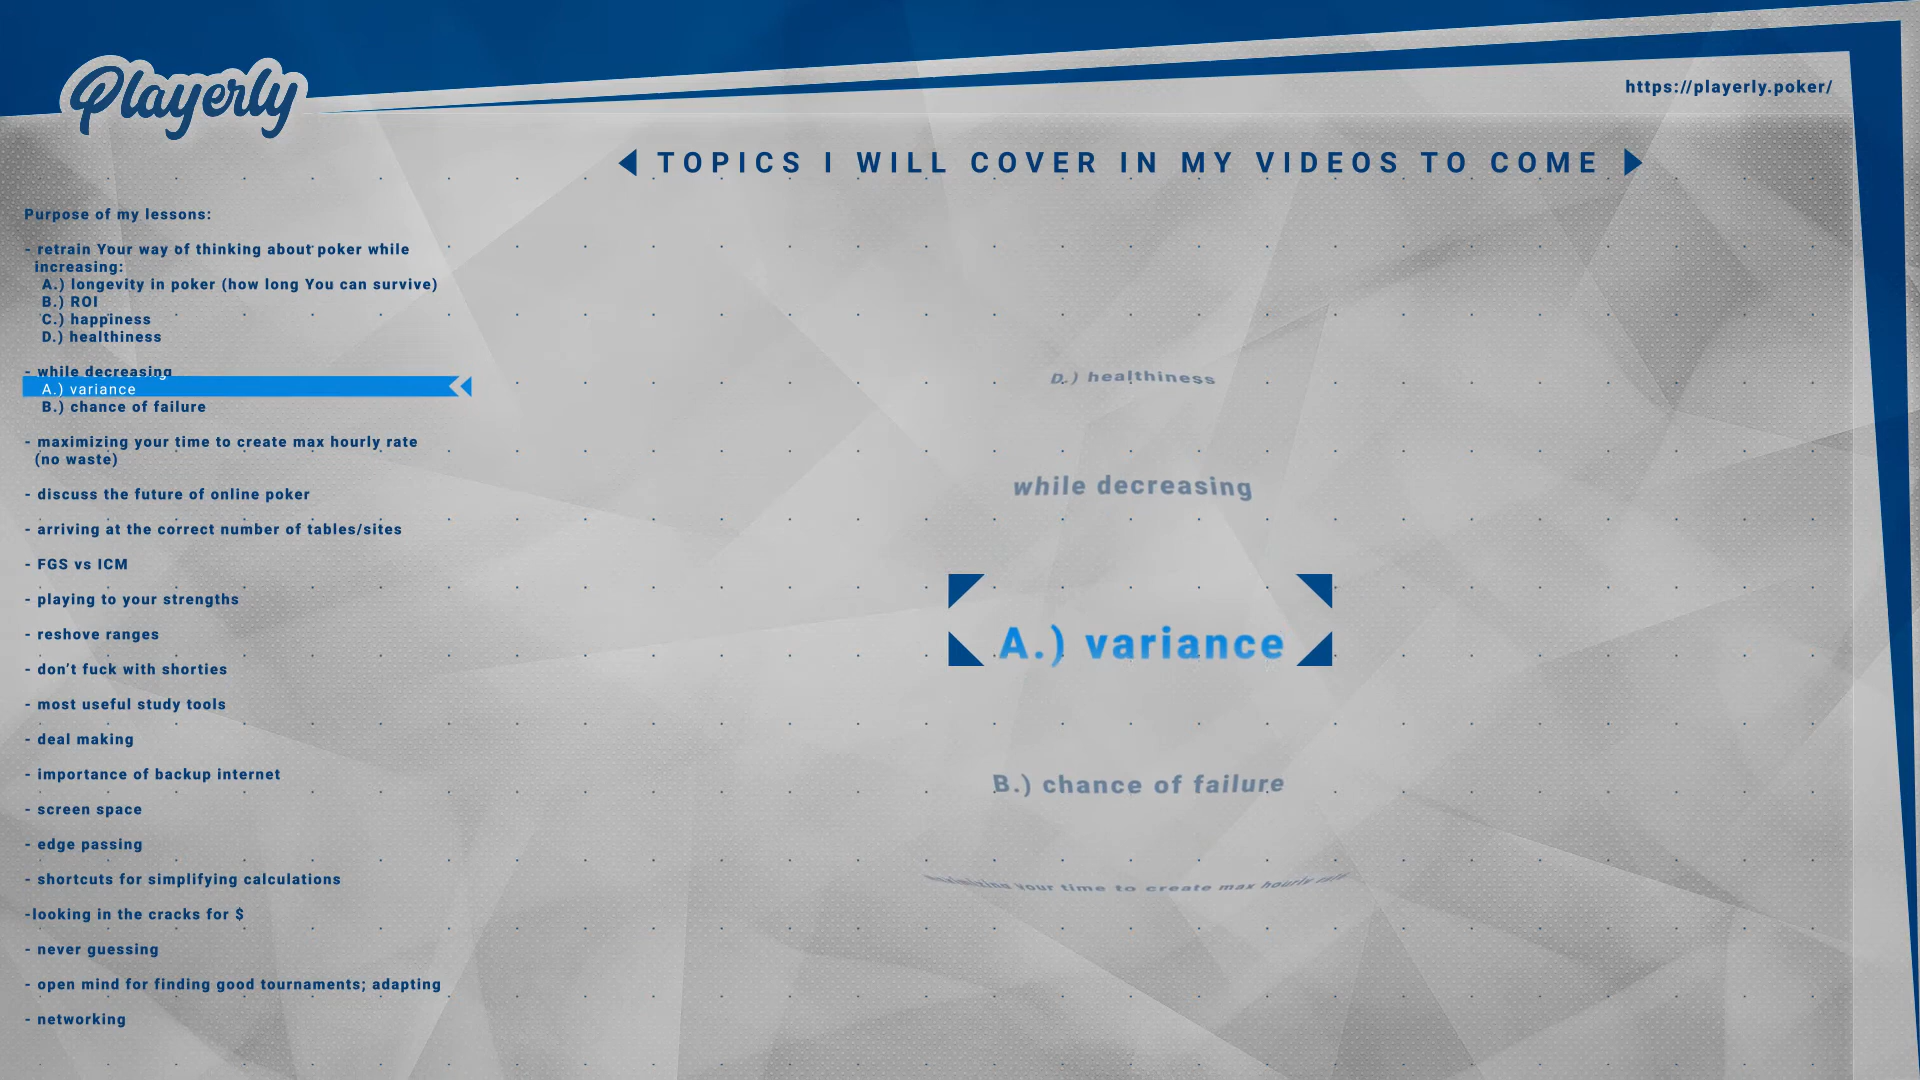 Playerly
https://playerly.poker/
TOPICS I WILL COVER IN MY VIDEOS TO COME
Purpose of my lessons:
- retrain Your way of thinking about poker while
increasing:
A.) longevity in poker (how long You can survive)
B.) ROI
C.) happiness
D.) healthiness
- while decreasing
A.) variance
B.) chance of failure
- maximizing your time to create max hourly rate
(no waste)
- discuss the future of online poker
- arriving at the correct number of tables/sites
- FGS vs ICM
- playing to your strengths
- reshove ranges
- don’t fuck with shorties
- most useful study tools
- deal making
- importance of backup internet
- screen space
- edge passing
- shortcuts for simplifying calculations
-looking in the cracks for $
- never guessing
- open mind for finding good tournaments; adapting
- networking
D.) healthiness
while decreasing
A.) variance
B.) chance of failure
maximizing your time to create max hourly rate